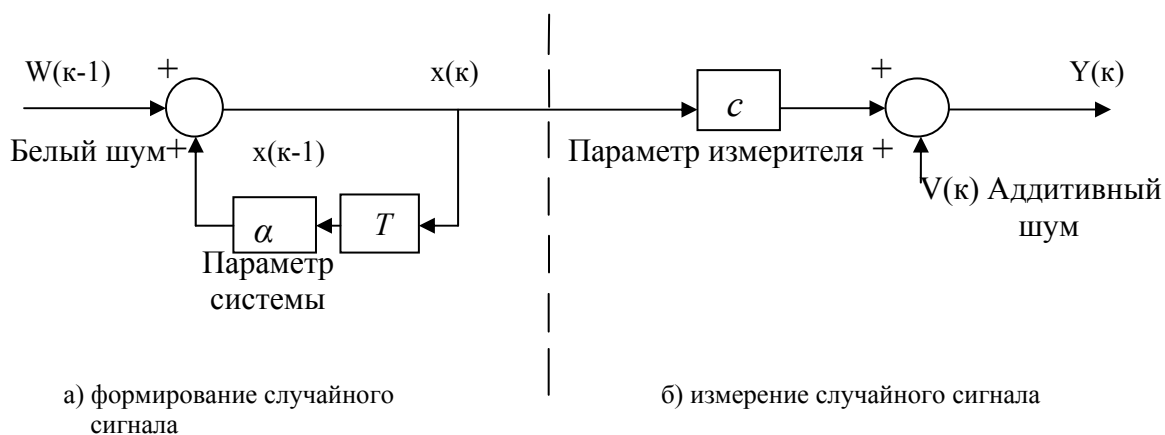 W(к-1)
+
x(к)
c
+
Y(к)
Белый шум
+
x(к-1)
Параметр измерителя
+
α
T
V(к) Аддитивный
шум
Параметр
системы
а) формирование случайного
сигнала
б) измерение случайного сигнала